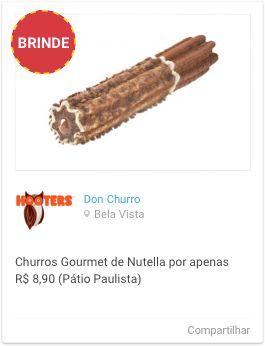 BRINDE
HOOTERS
Don Churro
Bela Vista
Churros Gourmet de Nutella por apenas
R$ 8,90 (Pátio Paulista)
Compartilhar